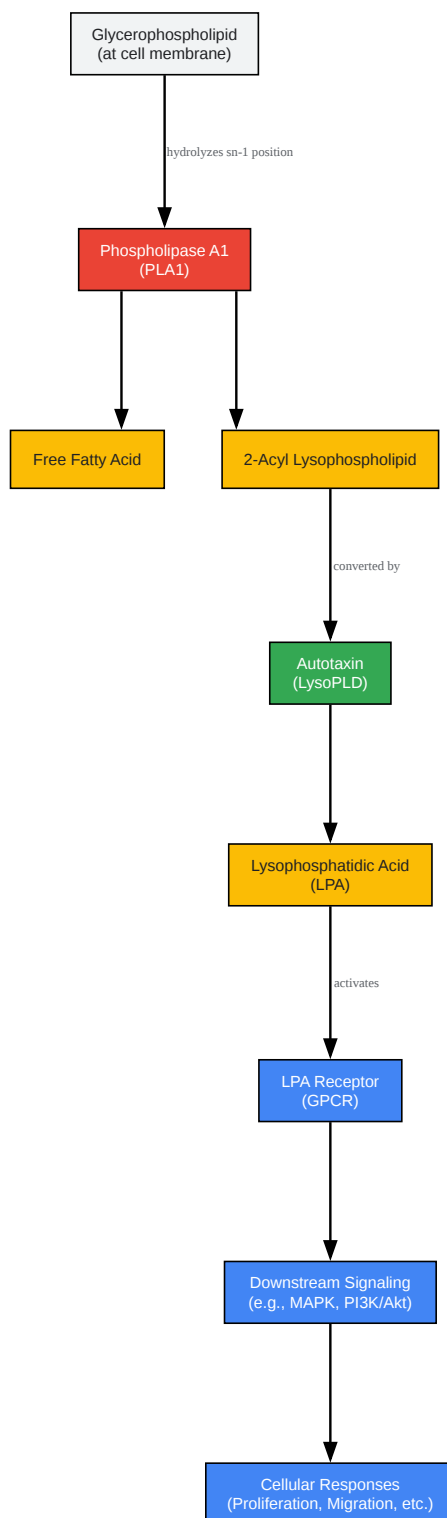 Glycerophospholipid
(at cell membrane)
hydrolyzes sn-1 position
Phospholipase A1
(PLA1)
Free Fatty Acid
2-Acyl Lysophospholipid
converted by
Autotaxin
(LysoPLD)
Lysophosphatidic Acid
(LPA)
activates
LPA Receptor
(GPCR)
Downstream Signaling
(e.g., MAPK, PI3K/Akt)
Cellular Responses
(Proliferation, Migration, etc.)